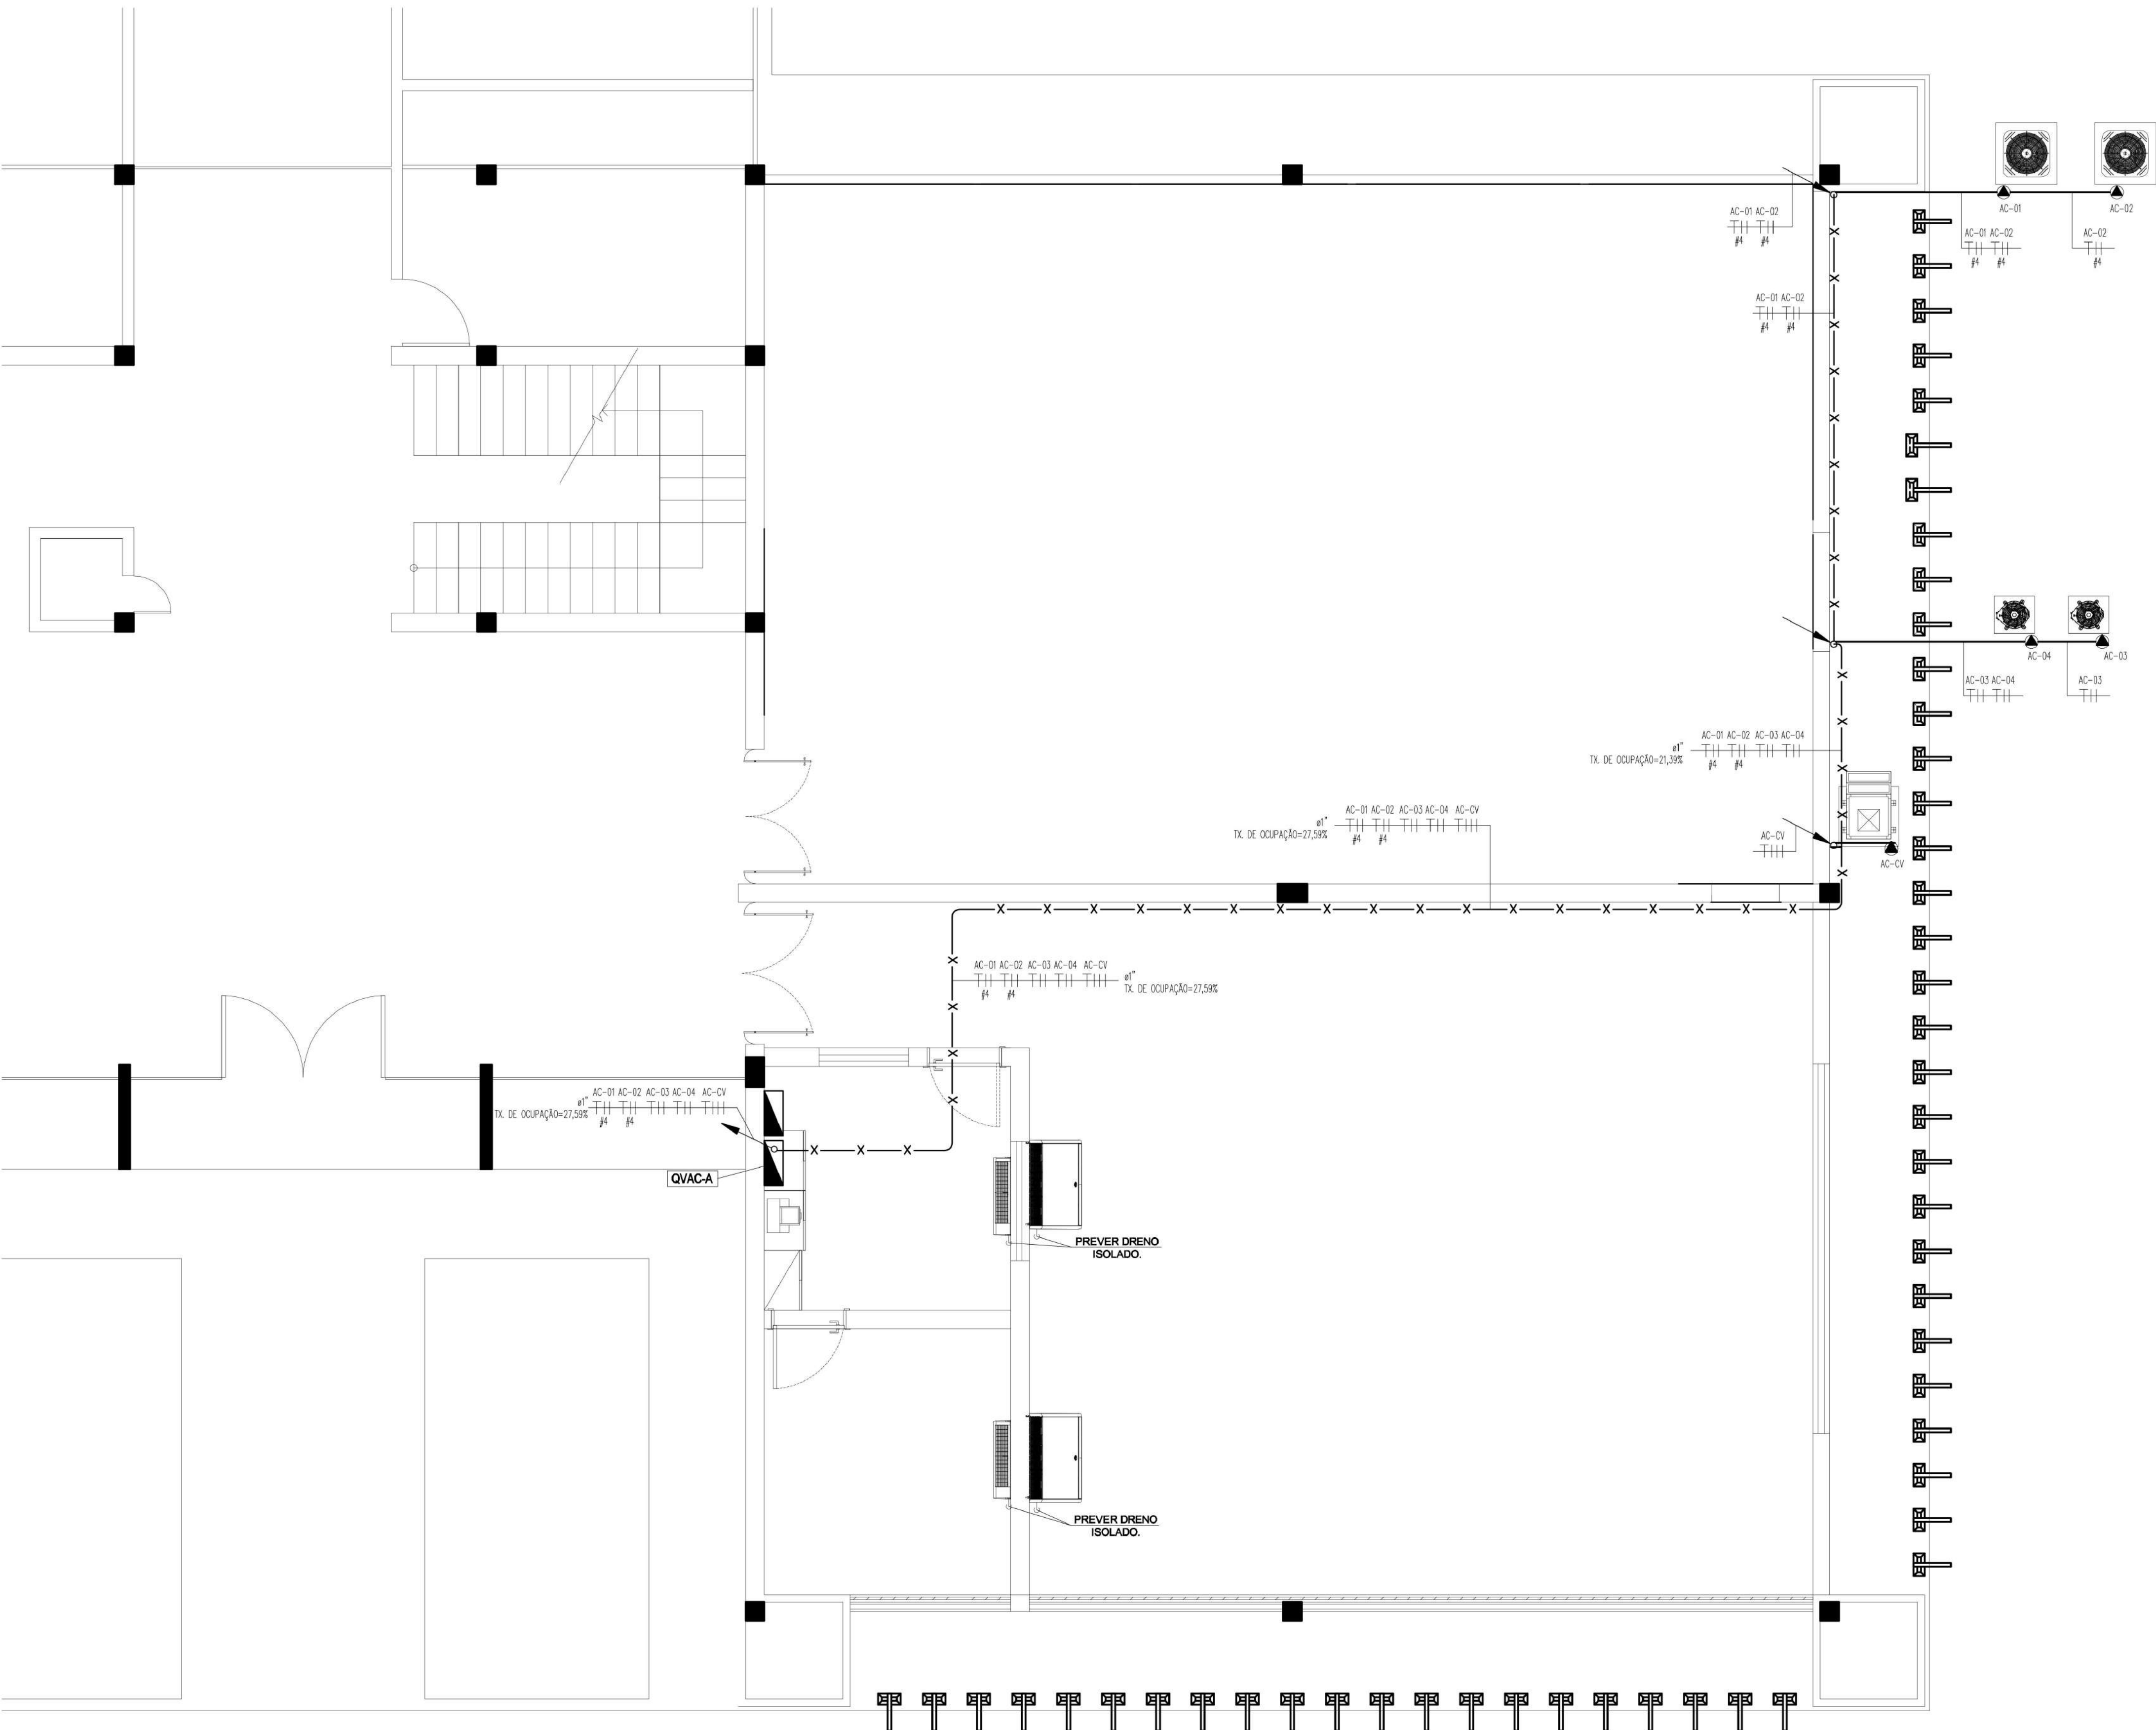 AC-01 AC-02
#4 #4
AC-01
AC-02
AC-01 AC-02
#4 #4
AC-02
#4
AC-01 AC-02
#4 #4
AC-04
AC-03
AC-03 AC-04
AC-03
AC-01 AC-02 AC-03 AC-04
ø1"
TX. DE OCUPAÇÃO=21,39%
#4 #4
AC-01 AC-02 AC-03 AC-04 AC-CV
ø1"
TX. DE OCUPAÇÃO=27,59%
#4 #4
AC-CV
AC-CV
AC-01 AC-02 AC-03 AC-04 AC-CV
ø1"
TX. DE OCUPAÇÃO=27,59%
#4 #4
AC-01 AC-02 AC-03 AC-04 AC-CV
ø1"
TX. DE OCUPAÇÃO=27,59%
#4 #4
QVAC-A
PREVER DRENO
ISOLADO.
PREVER DRENO
ISOLADO.